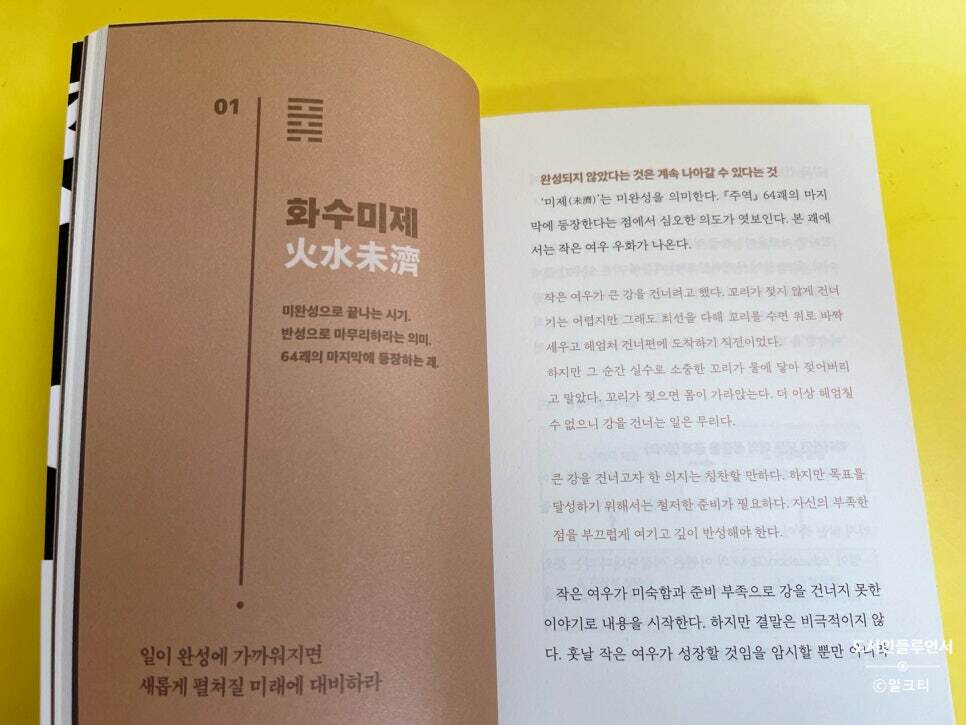 01
화수미제
火水未濟
미완성으로 끝나는 시기.
반성으로 마무리하라는 의미.
64괘의 마지막에 등장하는 괘.
일이 완성에 가까워지면
새롭게 펼쳐질 미래에 대비하라
완성되지 않았다는 것은 계속 나아갈 수 있다는 것
‘미제(未濟)’는 미완성을 의미한다. 『주역』 64괘의 마지
막에 등장한다는 점에서 심오한 의도가 엿보인다. 본 괘에
서는 작은 여우 우화가 나온다.
작은 여우가 큰 강을 건너려고 했다. 꼬리가 젖지 않게 건너
기는 어렵지만 그래도 최선을 다해 꼬리를 수면 위로 바짝
세우고 헤엄쳐 건너편에 도착하기 직전이었다.
하지만 그 순간 실수로 소중한 꼬리가 물에 닿아 젖어버리
고 말았다. 꼬리가 젖으면 몸이 가라앉는다. 더 이상 헤엄칠
수 없으니 강을 건너는 일은 무리다.
큰 강을 건너고자 한 의지는 칭찬할 만하다. 하지만 목표를
달성하기 위해서는 철저한 준비가 필요하다. 자신의 부족한
점을 부끄럽게 여기고 깊이 반성해야 한다.
작은 여우가 미숙함과 준비 부족으로 강을 건너지 못한
이야기로 내용을 시작한다. 하지만 결말은 비극적이지 않
다. 훗날 작은 여우가 성장할 것임을 암시할 뿐만 아니라
도서인플루언서
©밀크티